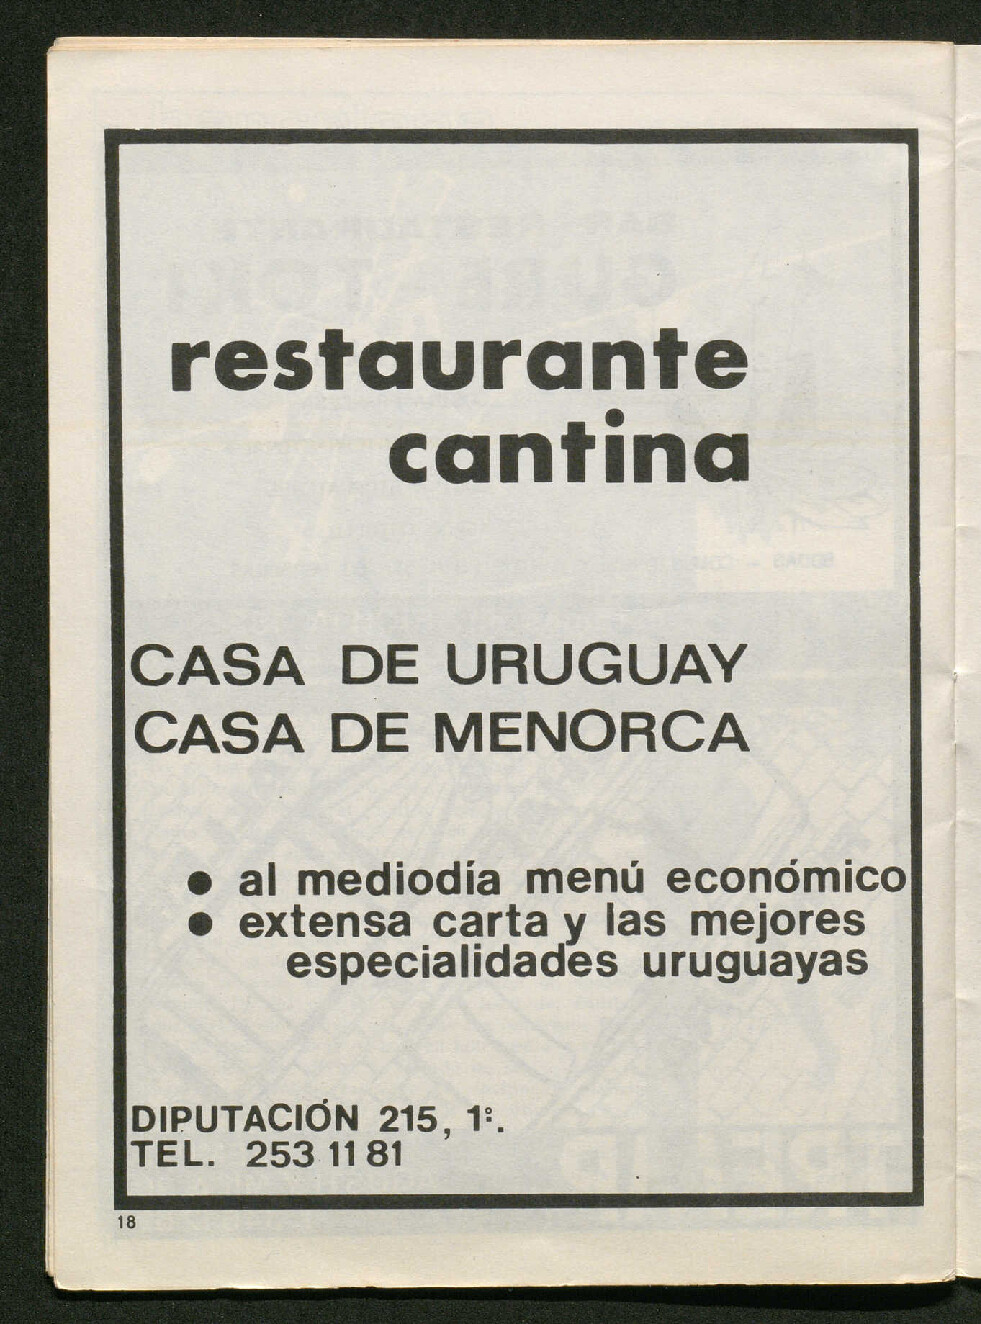 restaurante
cantina
CASA DE URUGUAY
CASA DE MENORCA
• al mediodía menú económico
• extensa carta y las mejores
especialidades uruguayas
DIPUTACIÓN 215, 1º.
TEL. 253 11 81
18